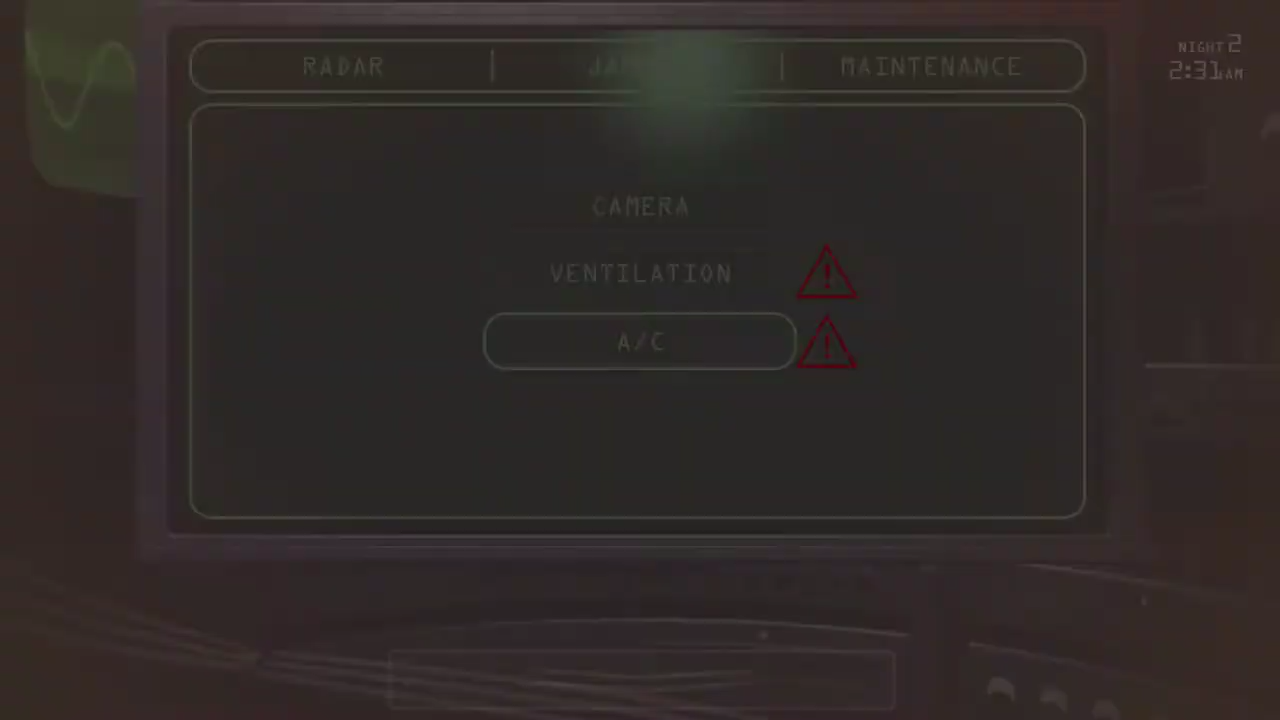 RADAR
MAINTENANCE
NIGHT 2
2:31AM
CAMERA
VENTILATION
A/C